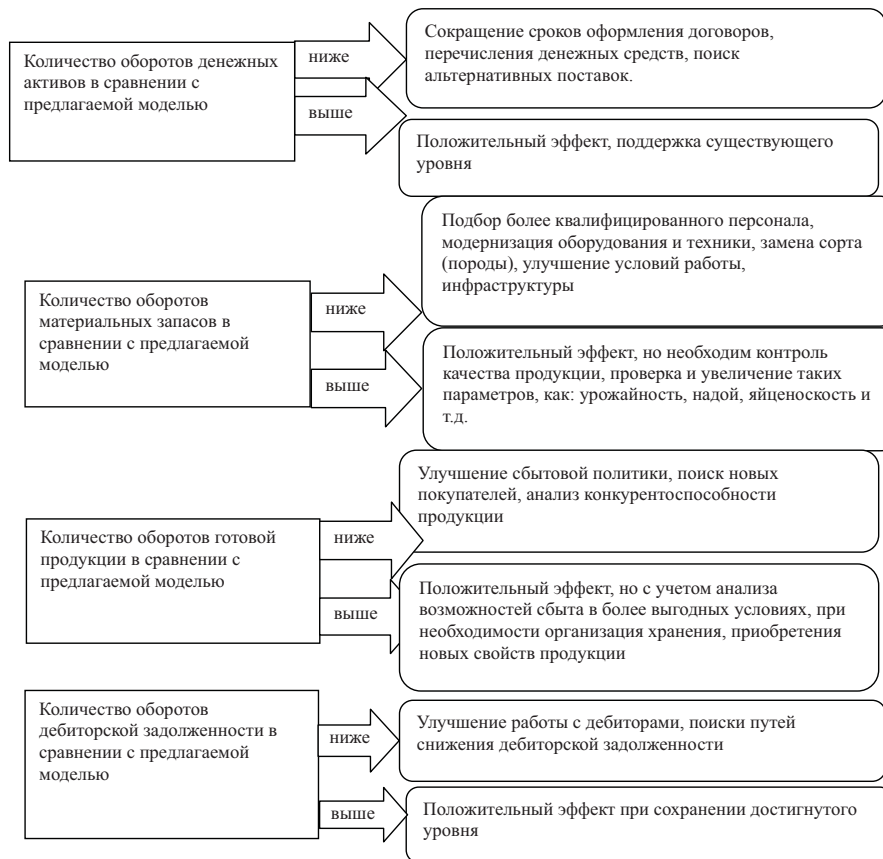 Количество оборотов денежных
активов в сравнении с
предлагаемой моделью
ниже
Сокращение сроков оформления договоров,
перечисления денежных средств, поиск
альтернативных поставок.
выше
Положительный эффект, поддержка существующего
уровня
Количество оборотов
материальных запасов в
сравнении с предлагаемой
моделью
ниже
Подбор более квалифицированного персонала,
модернизация оборудования и техники, замена сорта
(породы), улучшение условий работы,
инфраструктуры
выше
Положительный эффект, но необходим контроль
качества продукции, проверка и увеличение таких
параметров, как: урожайность, надой, яйценоскость и
т.д.
Количество оборотов готовой
продукции в сравнении с
предлагаемой моделью
ниже
Улучшение сбытовой политики, поиск новых
покупателей, анализ конкурентоспособности
продукции
выше
Положительный эффект, но с учетом анализа
возможностей сбыта в более выгодных условиях, при
необходимости организация хранения, приобретения
новых свойств продукции
Количество оборотов
дебиторской задолженности в
сравнении с предлагаемой
моделью
ниже
Улучшение работы с дебиторами, поиски путей
снижения дебиторской задолженности
выше
Положительный эффект при сохранении достигнутого
уровня